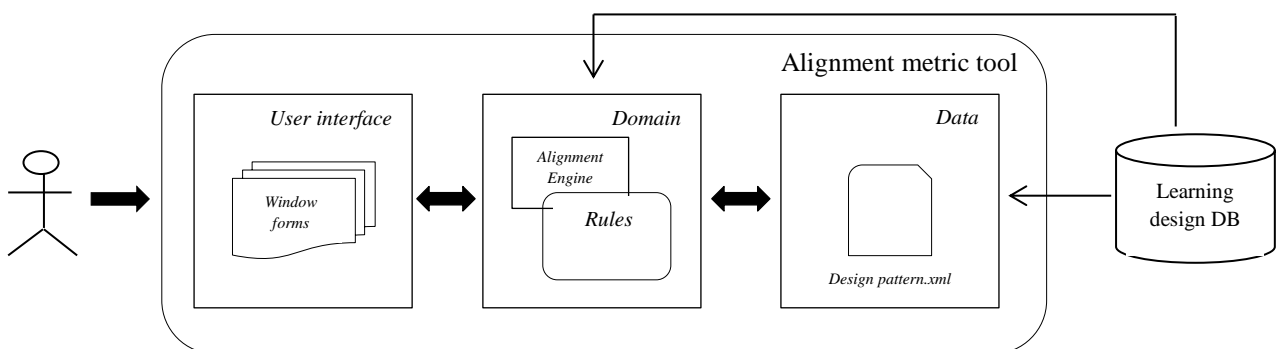 Alignment metric tool
User interface
Window
forms
Domain
Alignment
Engine
Rules
Data
Design pattern.xml
Learning
design DB